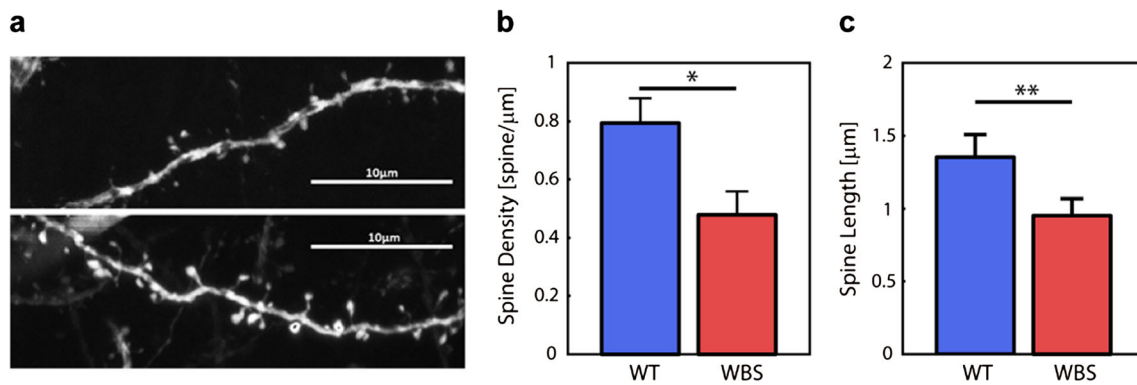 a
10μm
10μm
b
Spine Density [spine/μm]
1
0.8
0.6
0.4
0.2
0
*
WT
WBS
c
Spine Length [μm]
2
1.5
1
0.5
0
**
WT
WBS